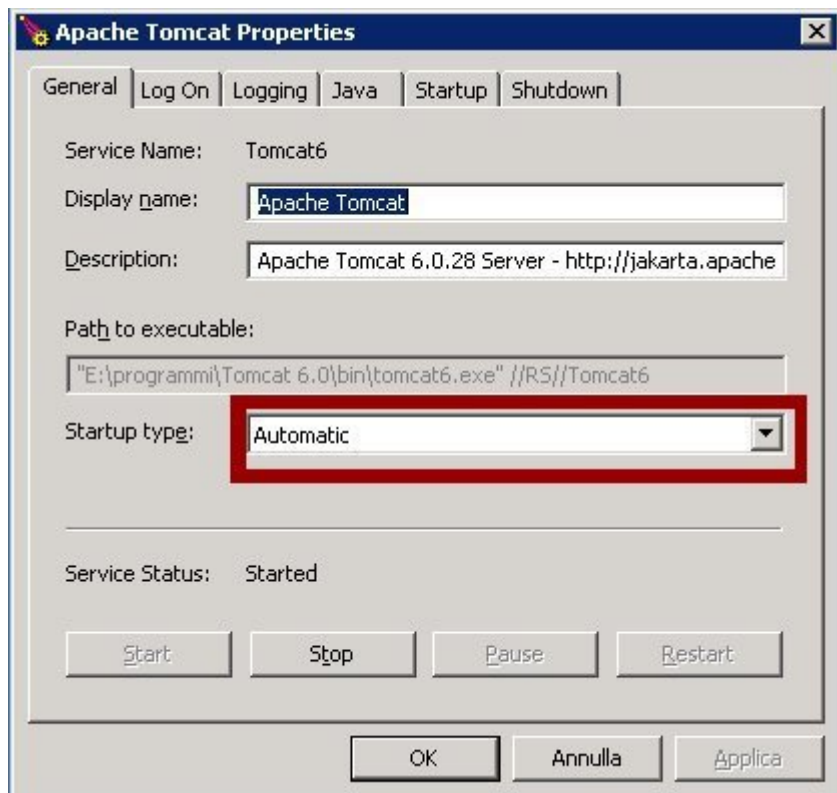 Apache Tomcat Properties
General Log On Logging Java Startup Shutdown
Service Name: Tomcat6
Display name: Apache Tomcat
Description: Apache Tomcat 6.0.28 Server - http://jakarta.apache
Path to executable:
"E:\programmi\Tomcat 6.0\bin\tomcat6.exe" //RS//Tomcat6
Startup type: Automatic
Service Status: Started
Start Stop Pause Restart
OK Annulla Applica